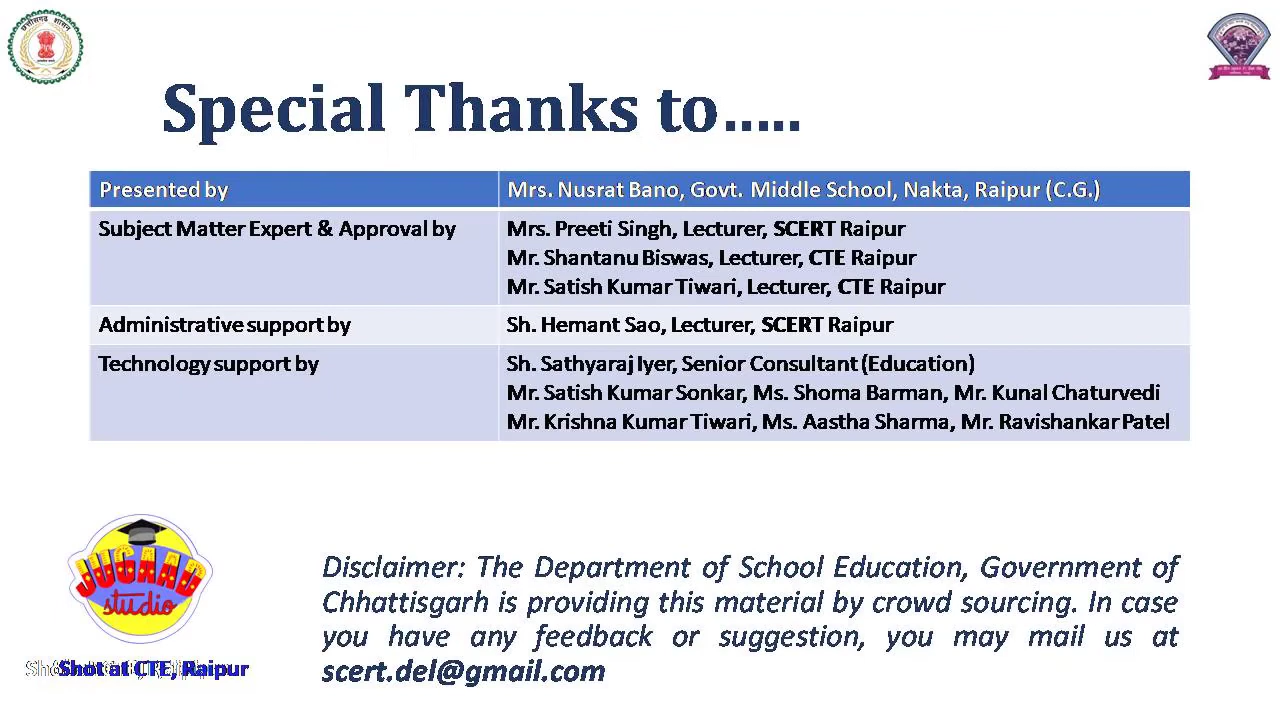 छत्तीसगढ़ शासन
Special Thanks to.....
Presented by
Mrs. Nusrat Bano, Govt. Middle School, Nakta, Raipur (C.G.)
Subject Matter Expert & Approval by
Mrs. Preeti Singh, Lecturer, SCERT Raipur
Mr. Shantanu Biswas, Lecturer, CTE Raipur
Mr. Satish Kumar Tiwari, Lecturer, CTE Raipur
Administrative support by
Sh. Hemant Sao, Lecturer, SCERT Raipur
Technology support by
Sh. Sathyaraj Iyer, Senior Consultant (Education)
Mr. Satish Kumar Sonkar, Ms. Shoma Barman, Mr. Kunal Chaturvedi
Mr. Krishna Kumar Tiwari, Ms. Aastha Sharma, Mr. Ravishankar Patel
JUGAAD
studio
Shot at CTE, Raipur
Disclaimer: The Department of School Education, Government of
Chhattisgarh is providing this material by crowd sourcing. In case
you have any feedback or suggestion, you may mail us at
scert.del@gmail.com